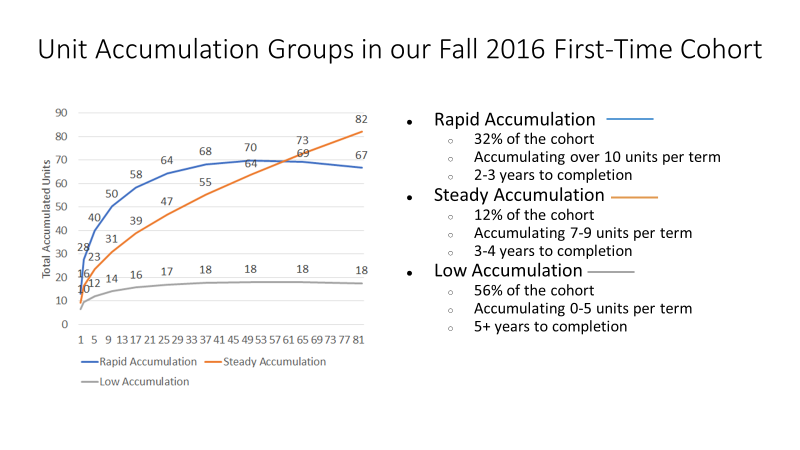 Unit Accumulation Groups in our Fall 2016 First-Time Cohort
Total Accumulated Units
90
80
70
60
50
40
30
20
10
0
28 40 50 58 64 68 70 69 67
16 23 31 39 47 55 64 73 82
10 12 14 16 17 18 18 18 18
1 5 9 13 17 21 25 29 33 37 41 45 49 53 57 61 65 69 73 77 81
Rapid Accumulation Steady Accumulation
Low Accumulation
• Rapid Accumulation
○ 32% of the cohort
○ Accumulating over 10 units per term
○ 2-3 years to completion
• Steady Accumulation
○ 12% of the cohort
○ Accumulating 7-9 units per term
○ 3-4 years to completion
• Low Accumulation
○ 56% of the cohort
○ Accumulating 0-5 units per term
○ 5+ years to completion